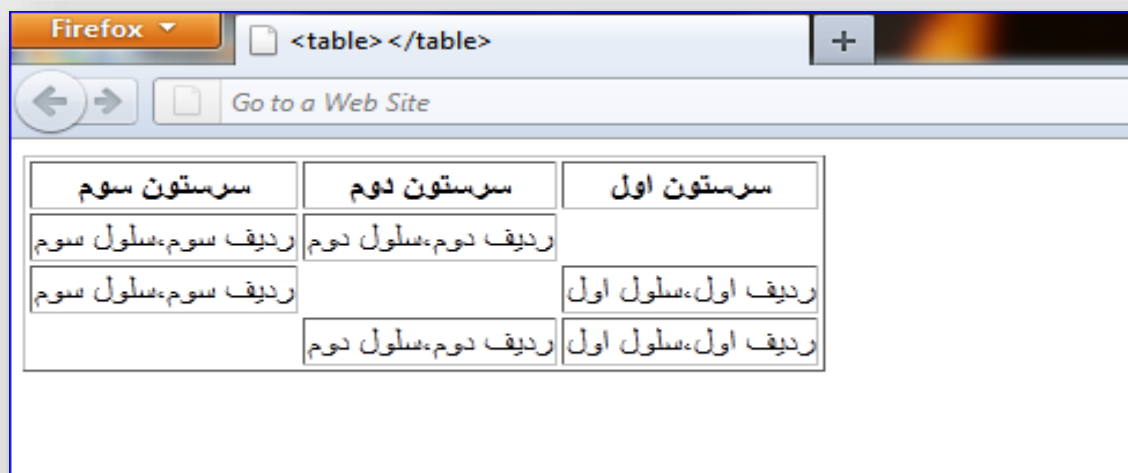 Firefox
<table></table>
Go to a Web Site
سرستون اول سرستون دوم سرستون سوم
ردیف دوم،سلول دوم ردیف سوم،سلول سوم
ردیف اول،سلول اول ردیف سوم،سلول سوم
ردیف اول،سلول اول ردیف دوم،سلول دوم